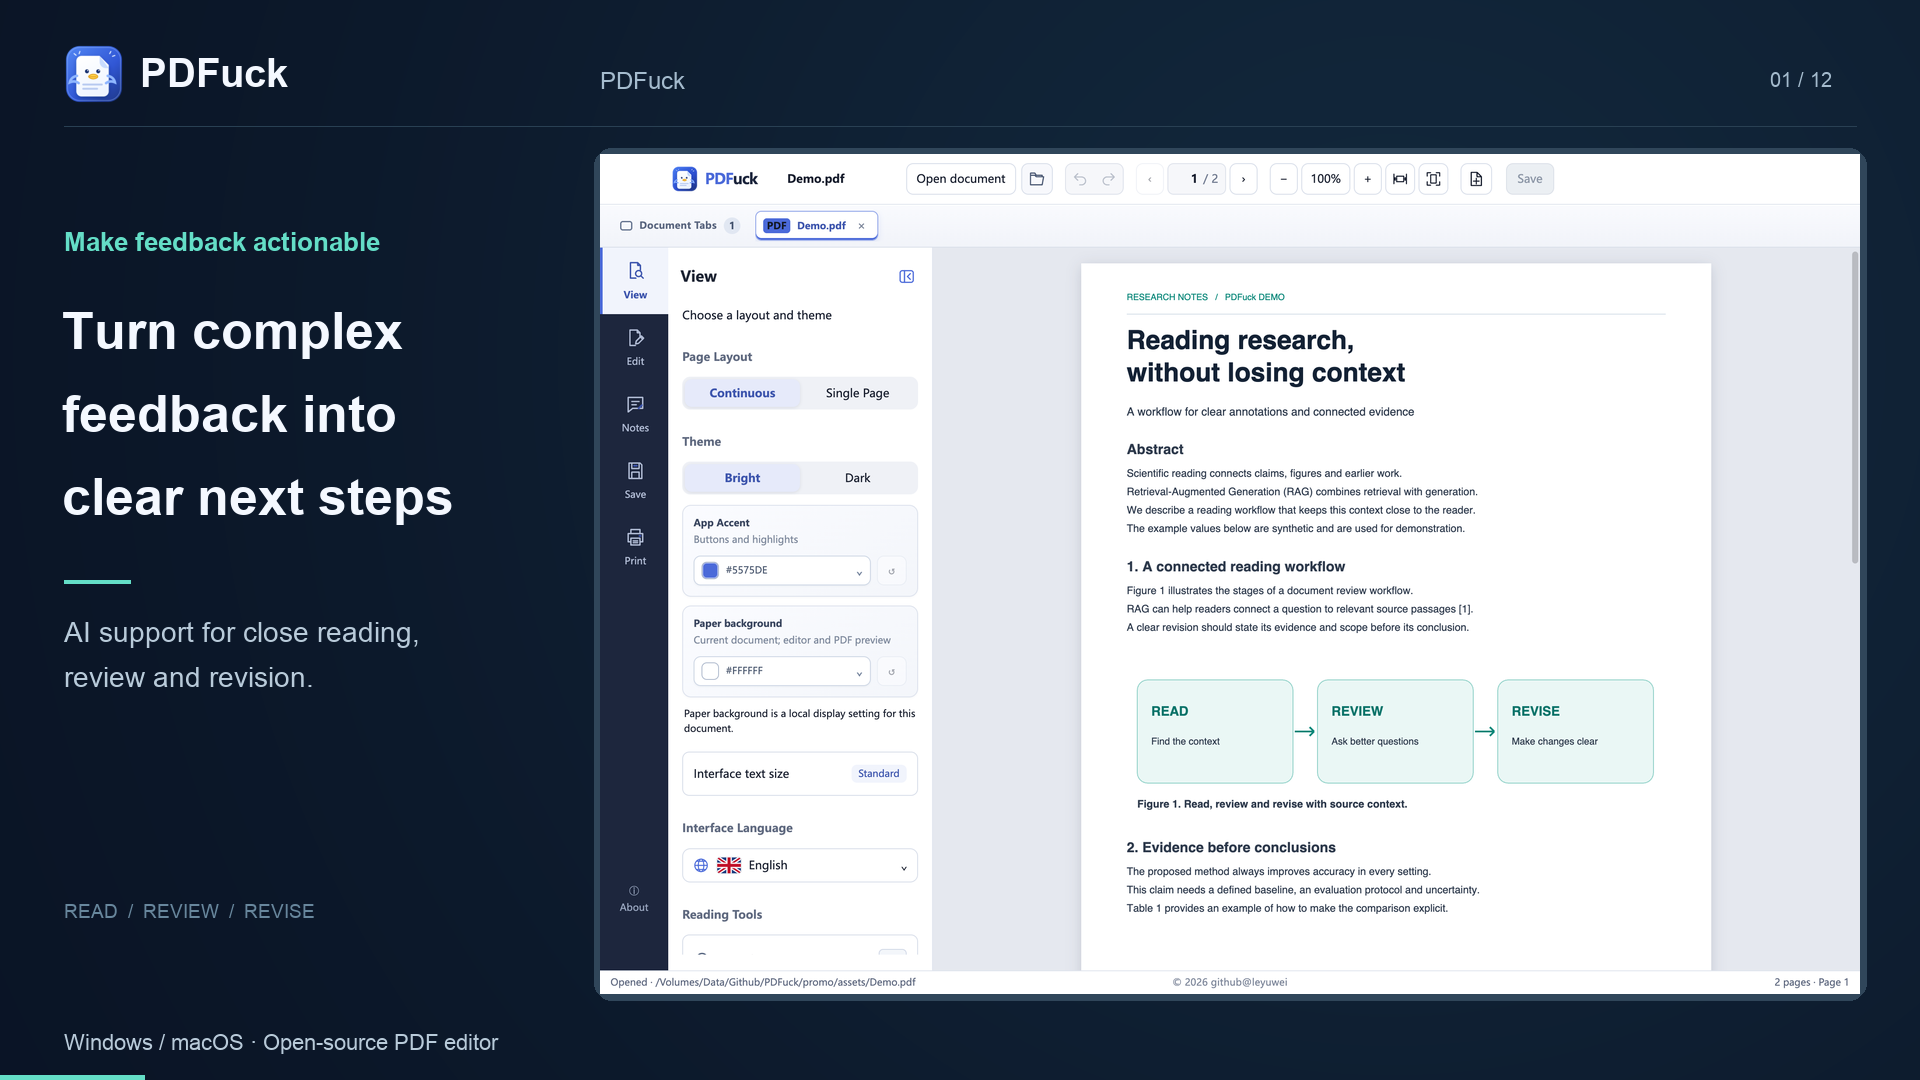 PDFuck
PDFuck
01 / 12
Make feedback actionable
Turn complex
feedback into
clear next steps
AI support for close reading,
review and revision.
READ / REVIEW / REVISE
Windows / macOS · Open-source PDF editor
PDFuck
Demo.pdf
Open document
1 / 2
100%
Save
Document Tabs 1
PDF Demo.pdf ×
View
Edit
Notes
Save
Print
About
View
Choose a layout and theme
Page Layout
Continuous
Single Page
Theme
Bright
Dark
App Accent
Buttons and highlights
#5575DE
Paper background
Current document; editor and PDF preview
#FFFFFF
Paper background is a local display setting for this
document.
Interface text size
Standard
Interface Language
English
Reading Tools
RESEARCH NOTES / PDFuck DEMO
Reading research,
without losing context
A workflow for clear annotations and connected evidence
Abstract
Scientific reading connects claims, figures and earlier work.
Retrieval-Augmented Generation (RAG) combines retrieval with generation.
We describe a reading workflow that keeps this context close to the reader.
The example values below are synthetic and are used for demonstration.
1. A connected reading workflow
Figure 1 illustrates the stages of a document review workflow.
RAG can help readers connect a question to relevant source passages [1].
A clear revision should state its evidence and scope before its conclusion.
READ
Find the context
REVIEW
Ask better questions
REVISE
Make changes clear
Figure 1. Read, review and revise with source context.
2. Evidence before conclusions
The proposed method always improves accuracy in every setting.
This claim needs a defined baseline, an evaluation protocol and uncertainty.
Table 1 provides an example of how to make the comparison explicit.
Opened · /Volumes/Data/Github/PDFuck/promo/assets/Demo.pdf
© 2026 github@leyuwei
2 pages · Page 1